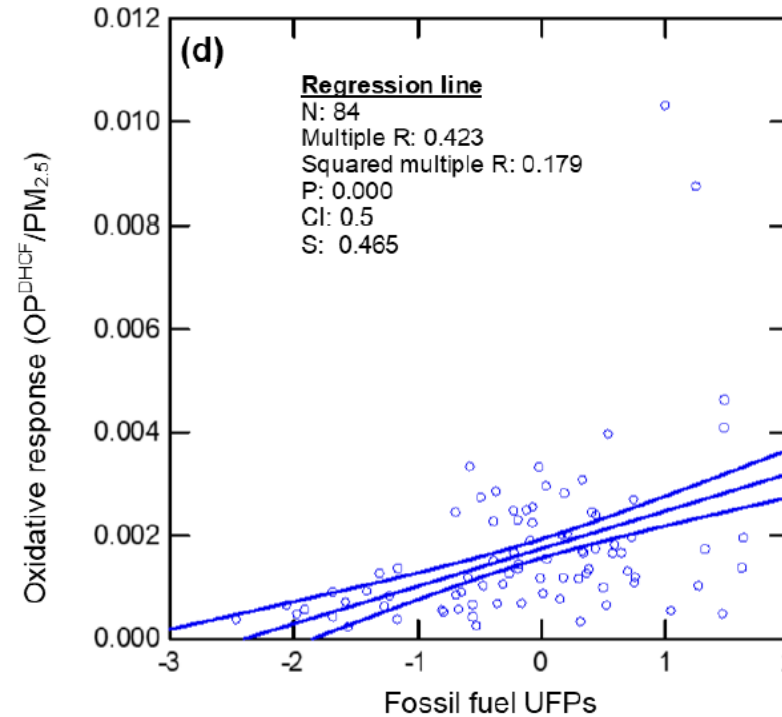 0.012
(d)
Regression line
N: 84
Multiple R: 0.423
Squared multiple R: 0.179
P: 0.000
CI: 0.5
S: 0.465
0.010
0.008
0.006
0.004
0.002
0.000
Oxidative response (OP^DHCF/PM₂.₅)
-3 -2 -1 0 1
Fossil fuel UFPs